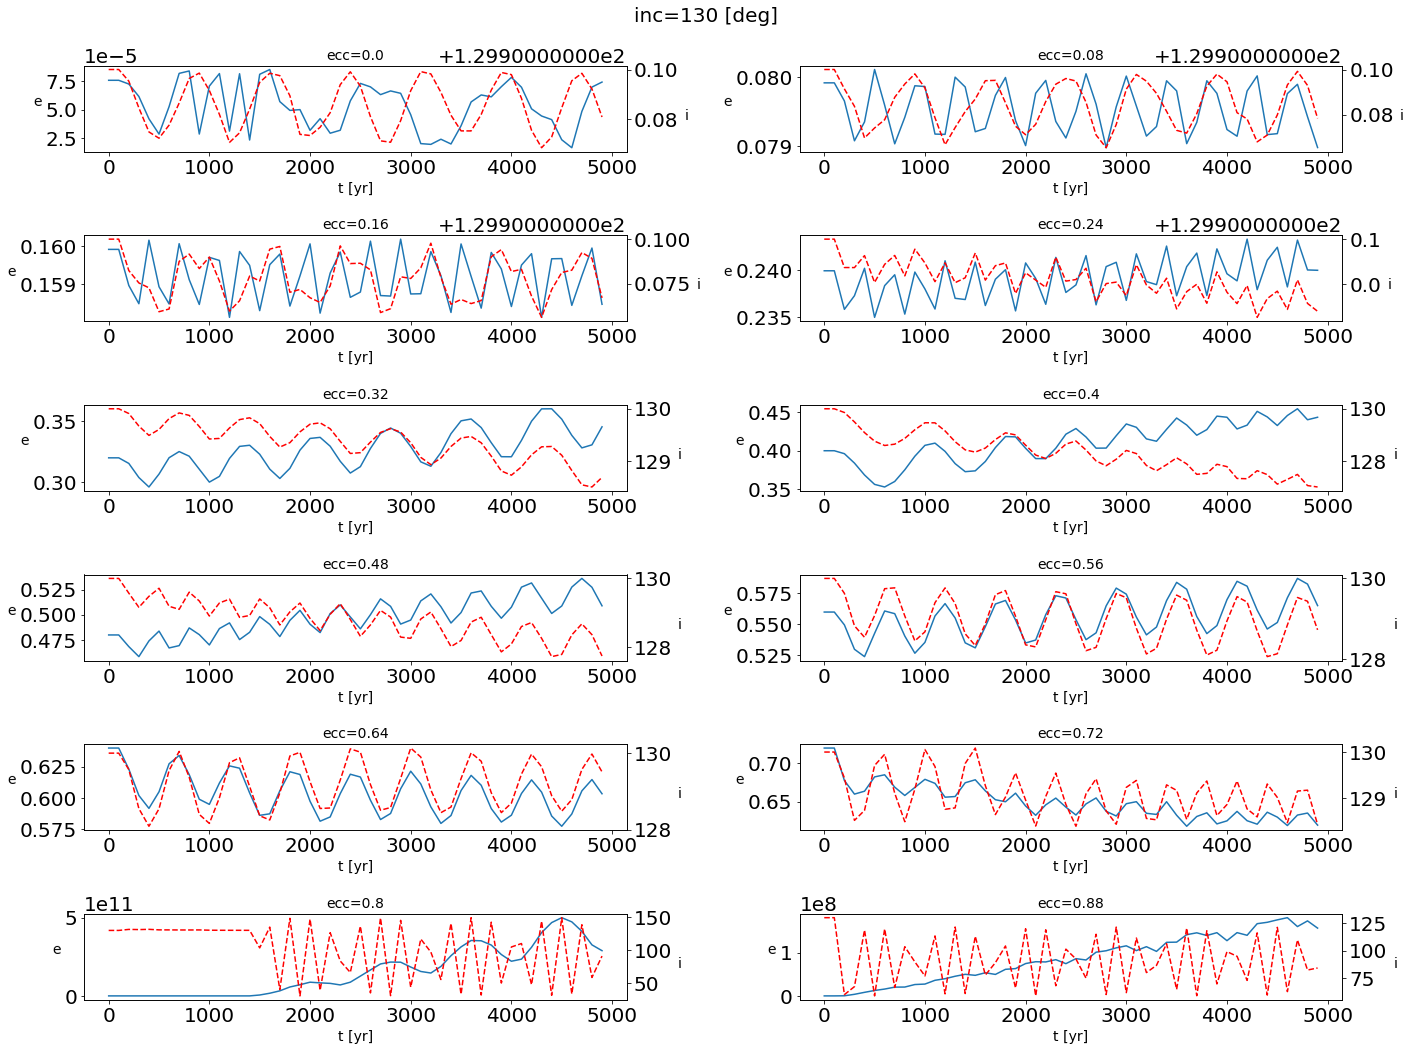 inc=130 [deg]
1e−5 ecc=0.0 +1.2990000000e2
7.5 5.0 2.5
e
0.10 0.08
i
0 1000 2000 3000 4000 5000
t [yr]
ecc=0.08 +1.2990000000e2
0.080 0.079
e
0.10 0.08
i
0 1000 2000 3000 4000 5000
t [yr]
ecc=0.16 +1.2990000000e2
0.160 0.159
e
0.100 0.075
i
0 1000 2000 3000 4000 5000
t [yr]
ecc=0.24 +1.2990000000e2
0.240 0.235
e
0.1 0.0
i
0 1000 2000 3000 4000 5000
t [yr]
ecc=0.32
0.35 0.30
e
130 129
i
0 1000 2000 3000 4000 5000
t [yr]
ecc=0.4
0.45 0.40 0.35
e
130 128
i
0 1000 2000 3000 4000 5000
t [yr]
ecc=0.48
0.525 0.500 0.475
e
130 128
i
0 1000 2000 3000 4000 5000
t [yr]
ecc=0.56
0.575 0.550 0.525
e
130 128
i
0 1000 2000 3000 4000 5000
t [yr]
ecc=0.64
0.625 0.600 0.575
e
130 128
i
0 1000 2000 3000 4000 5000
t [yr]
ecc=0.72
0.70 0.65
e
130 129
i
0 1000 2000 3000 4000 5000
t [yr]
1e11 ecc=0.8
5 0
e
150 100 50
i
0 1000 2000 3000 4000 5000
t [yr]
1e8 ecc=0.88
1 0
e
125 100 75
i
0 1000 2000 3000 4000 5000
t [yr]